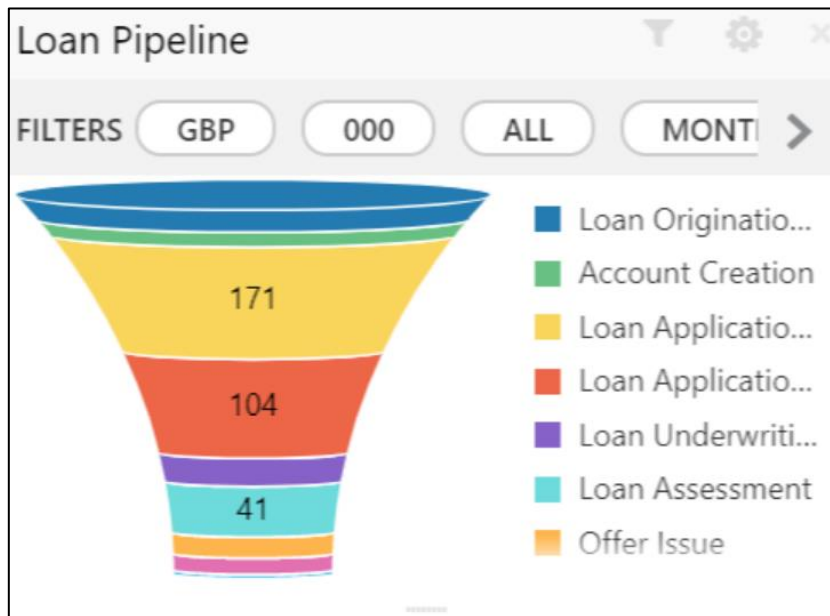 Loan Pipeline
FILTERS GBP 000 ALL MONT
171
104
41
Loan Originatio...
Account Creation
Loan Applicatio...
Loan Applicatio...
Loan Underwriti...
Loan Assessment
Offer Issue